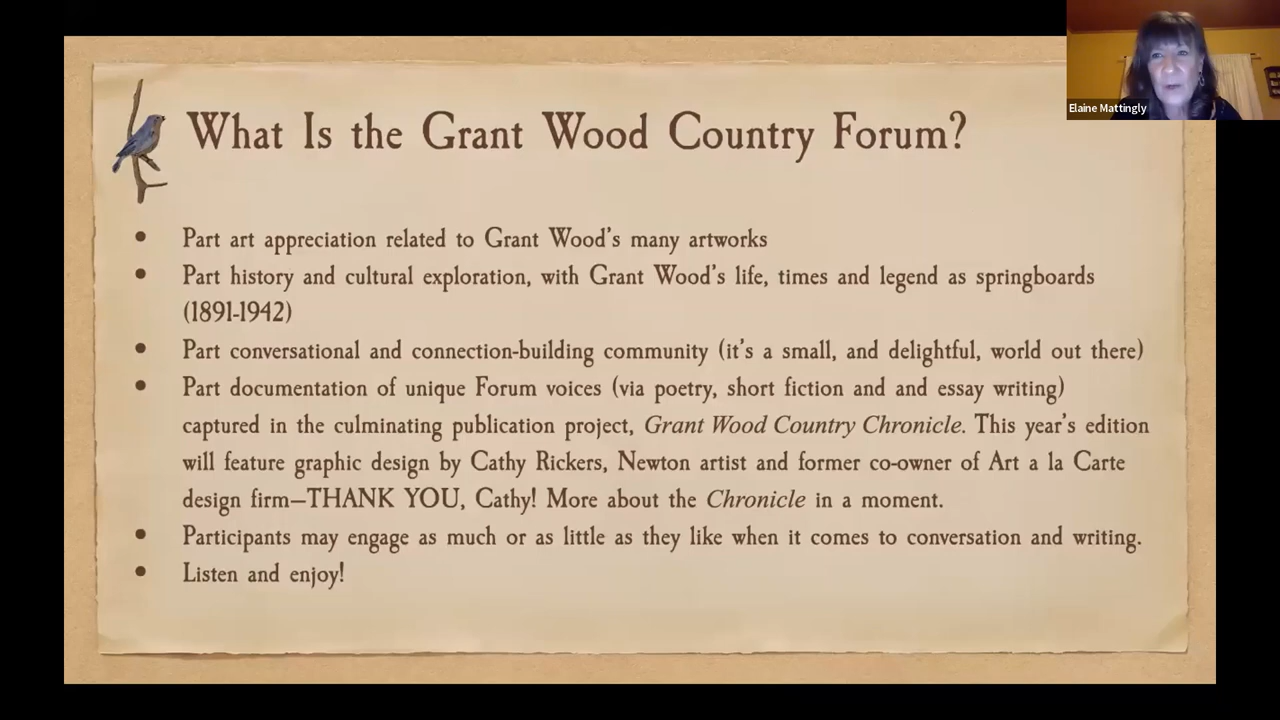 What Is the Grant Wood Country Forum?
Elaine Mattingly
• Part art appreciation related to Grant Wood's many artworks
• Part history and cultural exploration, with Grant Wood's life, times and legend as springboards
(1891-1942)
• Part conversational and connection-building community (it's a small, and delightful, world out there)
• Part documentation of unique Forum voices (via poetry, short fiction and and essay writing)
captured in the culminating publication project, Grant Wood Country Chronicle. This year's edition
will feature graphic design by Cathy Rickers, Newton artist and former co-owner of Art a la Carte
design firm—THANK YOU, Cathy! More about the Chronicle in a moment.
• Participants may engage as much or as little as they like when it comes to conversation and writing.
• Listen and enjoy!